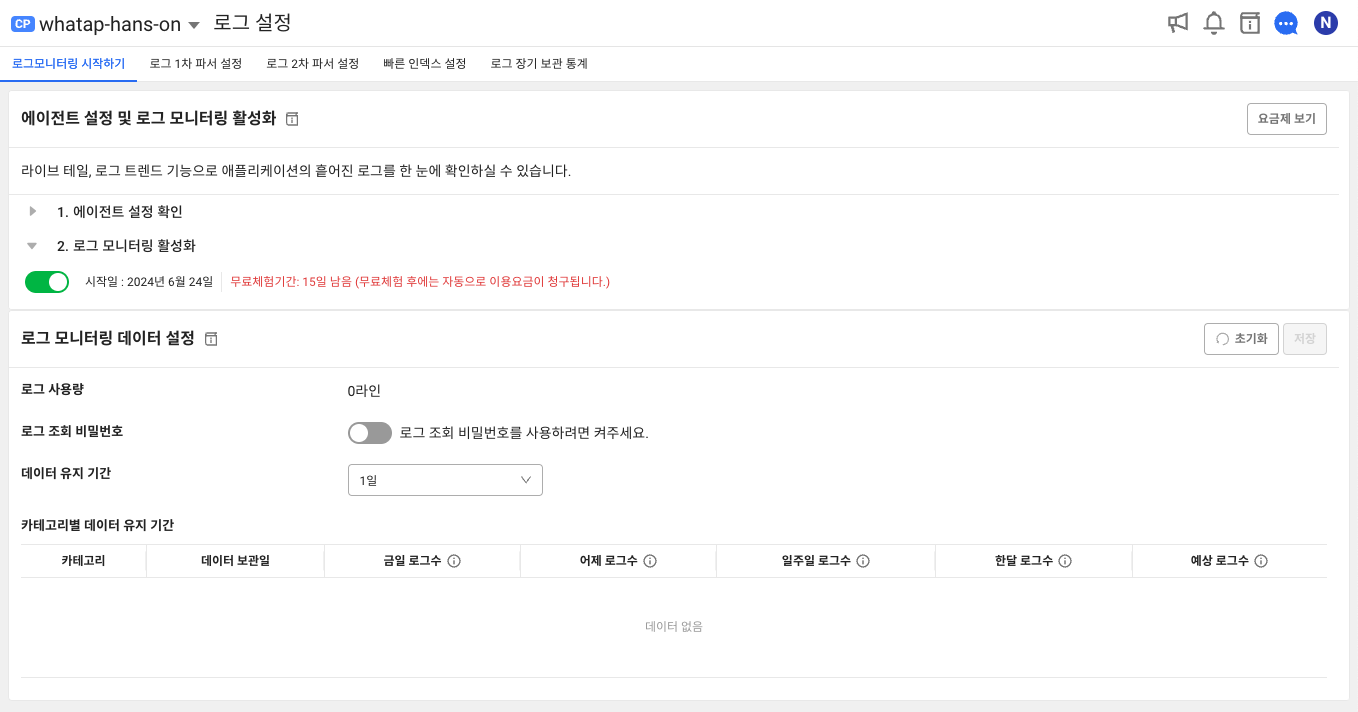 CP whatap-hans-on 로그 설정
N
로그모니터링 시작하기 로그 1차 파서 설정 로그 2차 파서 설정 빠른 인덱스 설정 로그 장기 보관 통계
에이전트 설정 및 로그 모니터링 활성화 요금제 보기
라이브 테일, 로그 트렌드 기능으로 애플리케이션의 흩어진 로그를 한 눈에 확인하실 수 있습니다.
1. 에이전트 설정 확인
2. 로그 모니터링 활성화
시작일 : 2024년 6월 24일 무료체험기간: 15일 남음 (무료체험 후에는 자동으로 이용요금이 청구됩니다.)
로그 모니터링 데이터 설정 초기화 저장
로그 사용량 0라인
로그 조회 비밀번호 로그 조회 비밀번호를 사용하려면 켜주세요.
데이터 유지 기간 1일
카테고리별 데이터 유지 기간
카테고리 데이터 보관일 금일 로그수 어제 로그수 일주일 로그수 한달 로그수 예상 로그수
데이터 없음